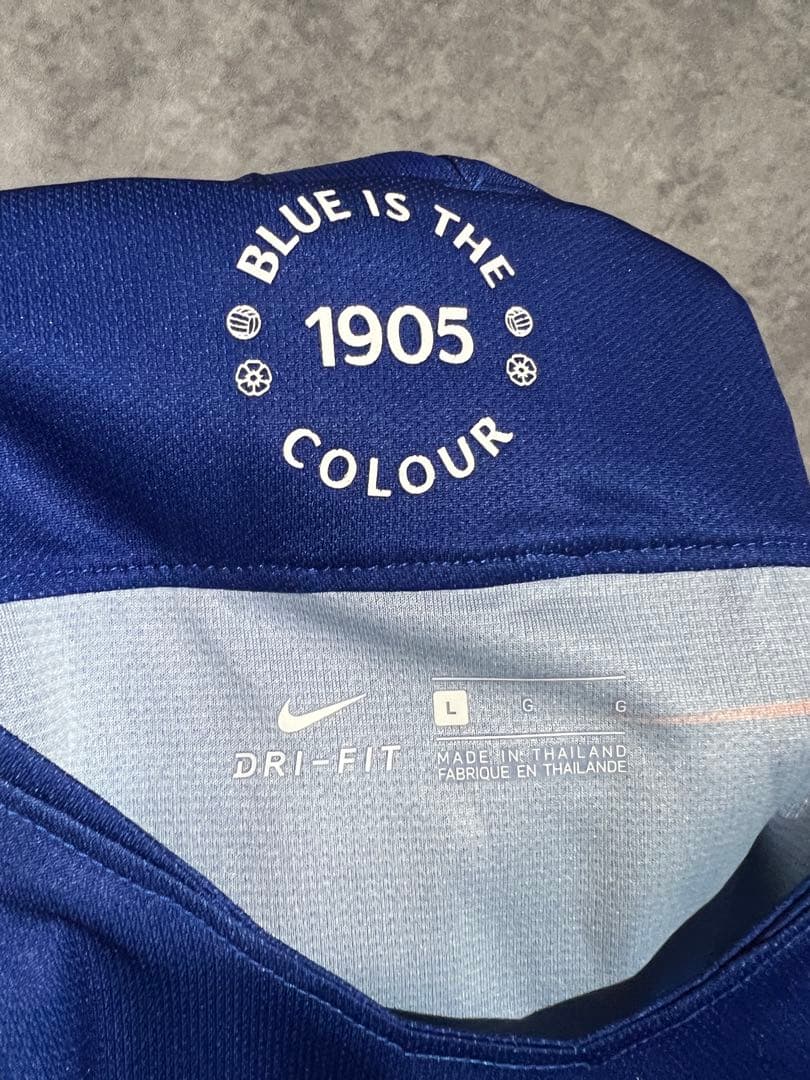 BLUE IS THE
1905
COLOUR
L G G
DRI-FIT
MADE IN THAILAND
FABRIQUE EN THAILANDE